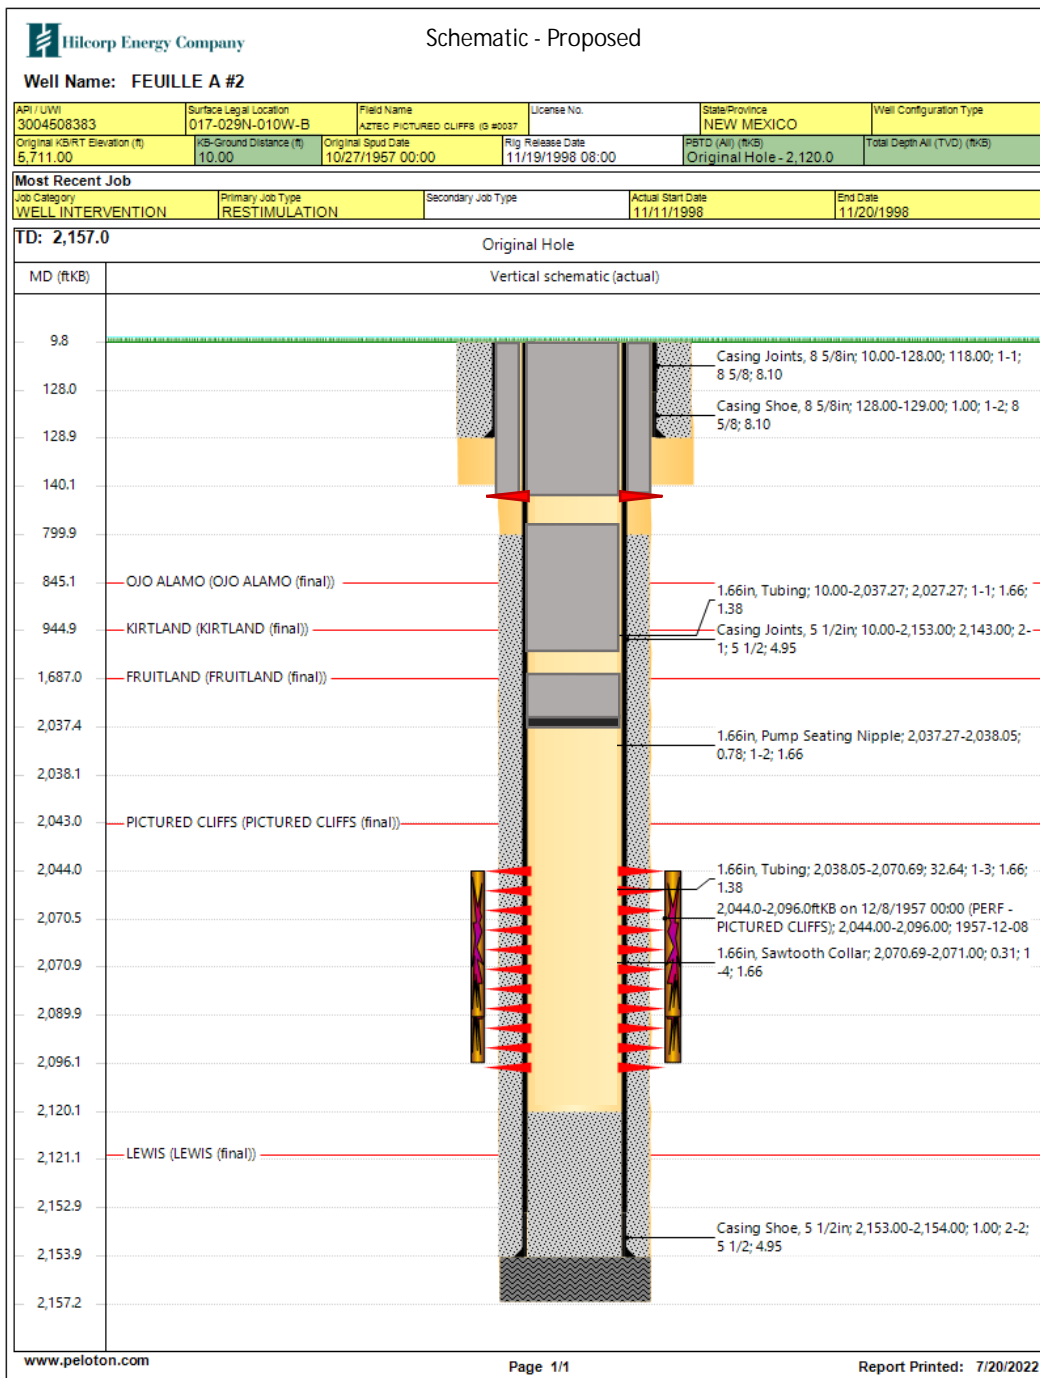 Hilcorp Energy Company
Schematic - Proposed
Well Name: FEUILLE A #2
API / UWI
3004508383
Surface Legal Location
017-029N-010W-B
Field Name
AZTEC PICTURED CLIFFS (G #0037
License No.
State/Province
NEW MEXICO
Well Configuration Type
Original KB/RT Elevation (ft)
5,711.00
KB-Ground Distance (ft)
10.00
Original Spud Date
10/27/1957 00:00
Rig Release Date
11/19/1998 08:00
PBTD (All) (ftKB)
Original Hole - 2,120.0
Total Depth All (TVD) (ftKB)
Most Recent Job
Job Category
WELL INTERVENTION
Primary Job Type
RESTIMULATION
Secondary Job Type
Actual Start Date
11/11/1998
End Date
11/20/1998
TD: 2,157.0
Original Hole
MD (ftKB)
Vertical schematic (actual)
9.8
Casing Joints, 8 5/8in; 10.00-128.00; 118.00; 1-1;
8 5/8; 8.10
128.0
Casing Shoe, 8 5/8in; 128.00-129.00; 1.00; 1-2; 8
5/8; 8.10
128.9
140.1
799.9
845.1
OJO ALAMO (OJO ALAMO (final))
1.66in, Tubing; 10.00-2,037.27; 2,027.27; 1-1; 1.66;
1.38
944.9
KIRTLAND (KIRTLAND (final))
Casing Joints, 5 1/2in; 10.00-2,153.00; 2,143.00; 2-
1; 5 1/2; 4.95
1,687.0
FRUITLAND (FRUITLAND (final))
2,037.4
1.66in, Pump Seating Nipple; 2,037.27-2,038.05;
0.78; 1-2; 1.66
2,038.1
2,043.0
PICTURED CLIFFS (PICTURED CLIFFS (final))
2,044.0
1.66in, Tubing; 2,038.05-2,070.69; 32.64; 1-3; 1.66;
1.38
2,070.5
2,044.0-2,096.0ftKB on 12/8/1957 00:00 (PERF -
PICTURED CLIFFS); 2,044.00-2,096.00; 1957-12-08
2,070.9
1.66in, Sawtooth Collar; 2,070.69-2,071.00; 0.31; 1
-4; 1.66
2,089.9
2,096.1
2,120.1
2,121.1
LEWIS (LEWIS (final))
2,152.9
Casing Shoe, 5 1/2in; 2,153.00-2,154.00; 1.00; 2-2;
5 1/2; 4.95
2,153.9
2,157.2
www.peloton.com
Page 1/1
Report Printed: 7/20/2022